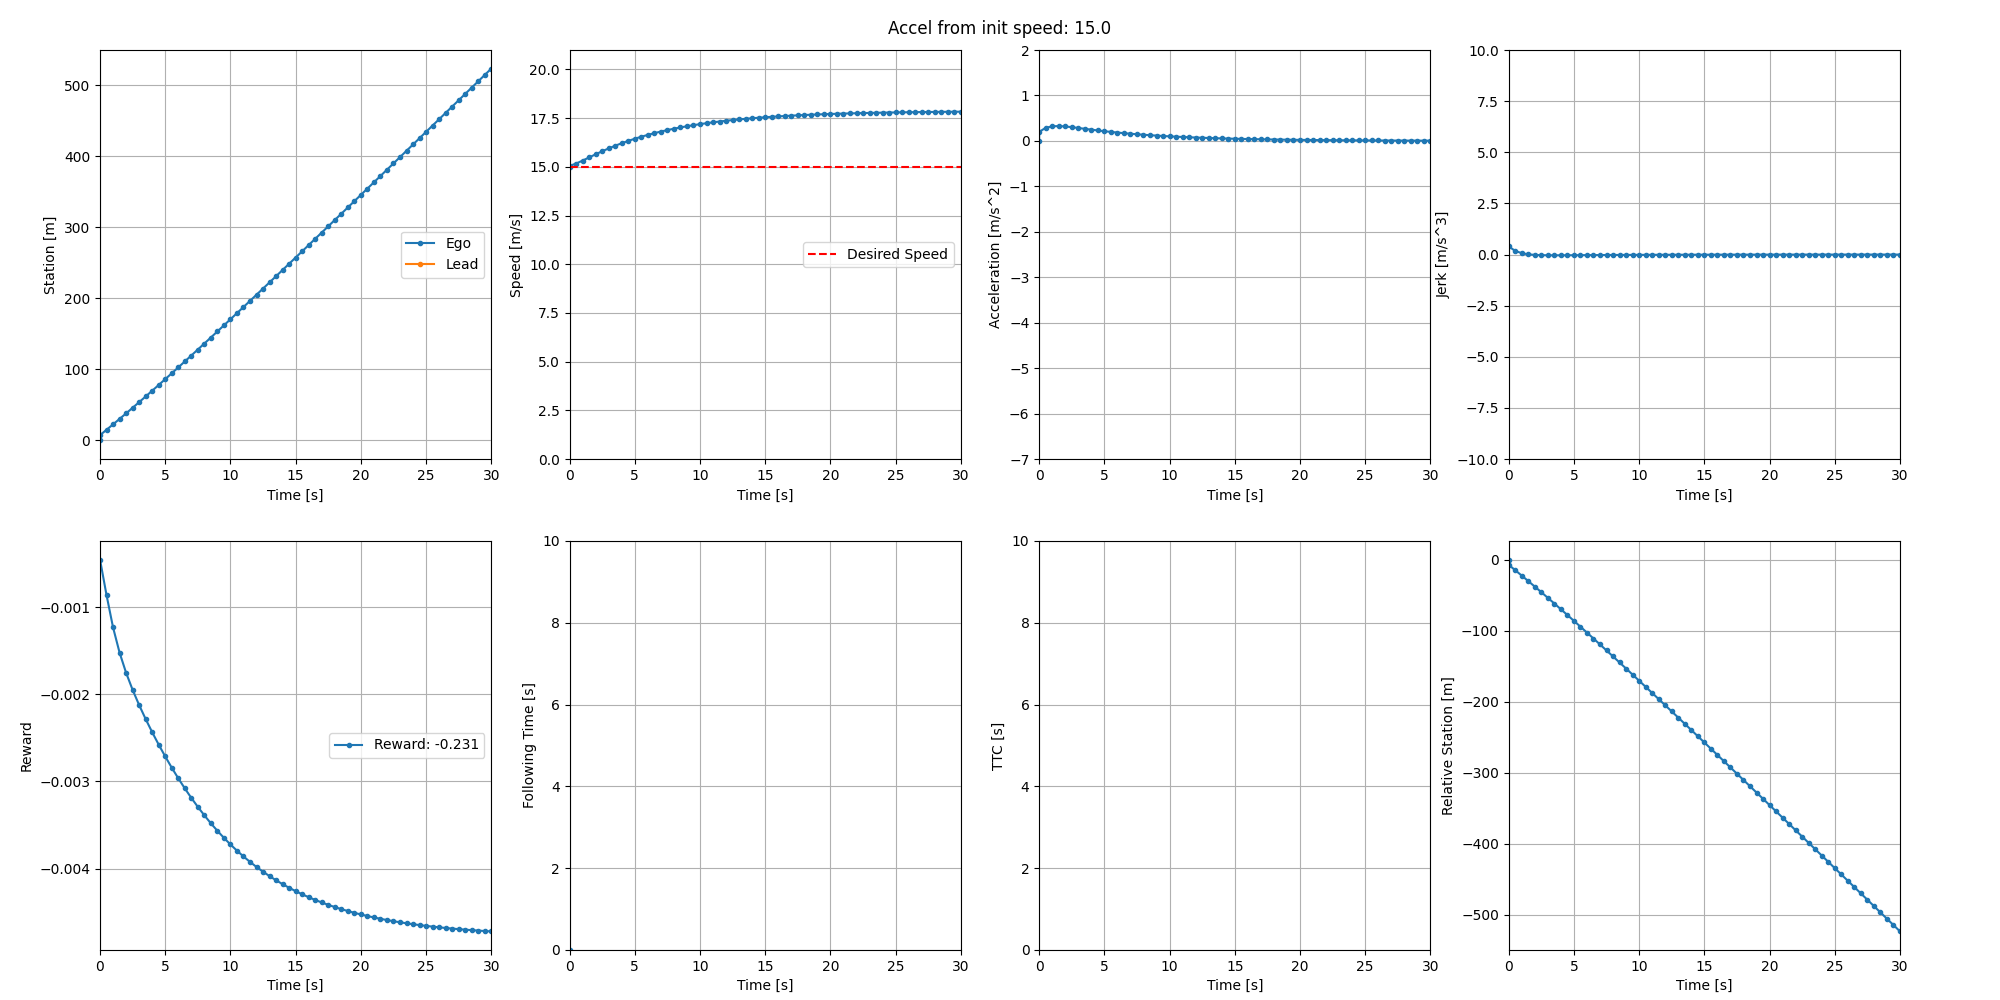 Accel from init speed: 15.0
500
400
300
200
100
0
Station [m]
Ego
Lead
0 5 10 15 20 25 30
Time [s]
20.0
17.5
15.0
12.5
10.0
7.5
5.0
2.5
0.0
Speed [m/s]
Desired Speed
0 5 10 15 20 25 30
Time [s]
2
1
0
−1
−2
−3
−4
−5
−6
−7
Acceleration [m/s^2]
0 5 10 15 20 25 30
Time [s]
10.0
7.5
5.0
2.5
0.0
−2.5
−5.0
−7.5
−10.0
Jerk [m/s^3]
0 5 10 15 20 25 30
Time [s]
−0.001
−0.002
−0.003
−0.004
Reward
Reward: -0.231
0 5 10 15 20 25 30
Time [s]
10
8
6
4
2
0
Following Time [s]
0 5 10 15 20 25 30
Time [s]
10
8
6
4
2
0
TTC [s]
0 5 10 15 20 25 30
Time [s]
0
−100
−200
−300
−400
−500
Relative Station [m]
0 5 10 15 20 25 30
Time [s]